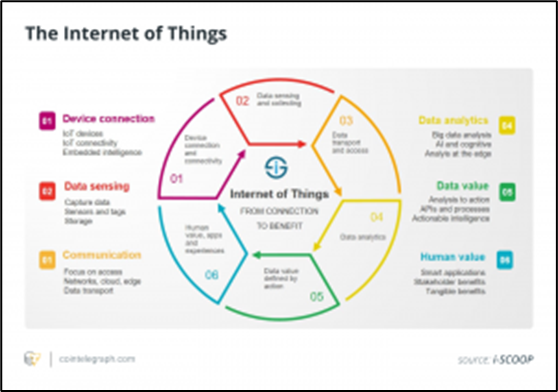 The Internet of Things
01 Device connection
IoT devices
IoT connectivity
Embedded intelligence
02 Data sensing
Capture data
Sensors and tags
Storage
01 Communication
Focus on access
Networks, cloud, edge
Data transport
Device
connection
and
connectivity
01
02
Data sensing
and collecting
03
Data
transport
and access
04
Data analytics
Data value
defined by
action
05
Human
value, apps
and
experiences
06
Internet of Things
FROM CONNECTION
TO BENEFIT
Data analytics 04
Big data analysis
AI and cognitive
Analyse at the edge
Data value 05
Analysis to action
APIs and processes
Actionable intelligence
Human value 06
Smart applications
Stakeholder benefits
Tangible benefits
cointelegraph.com
source: i-SCOOP